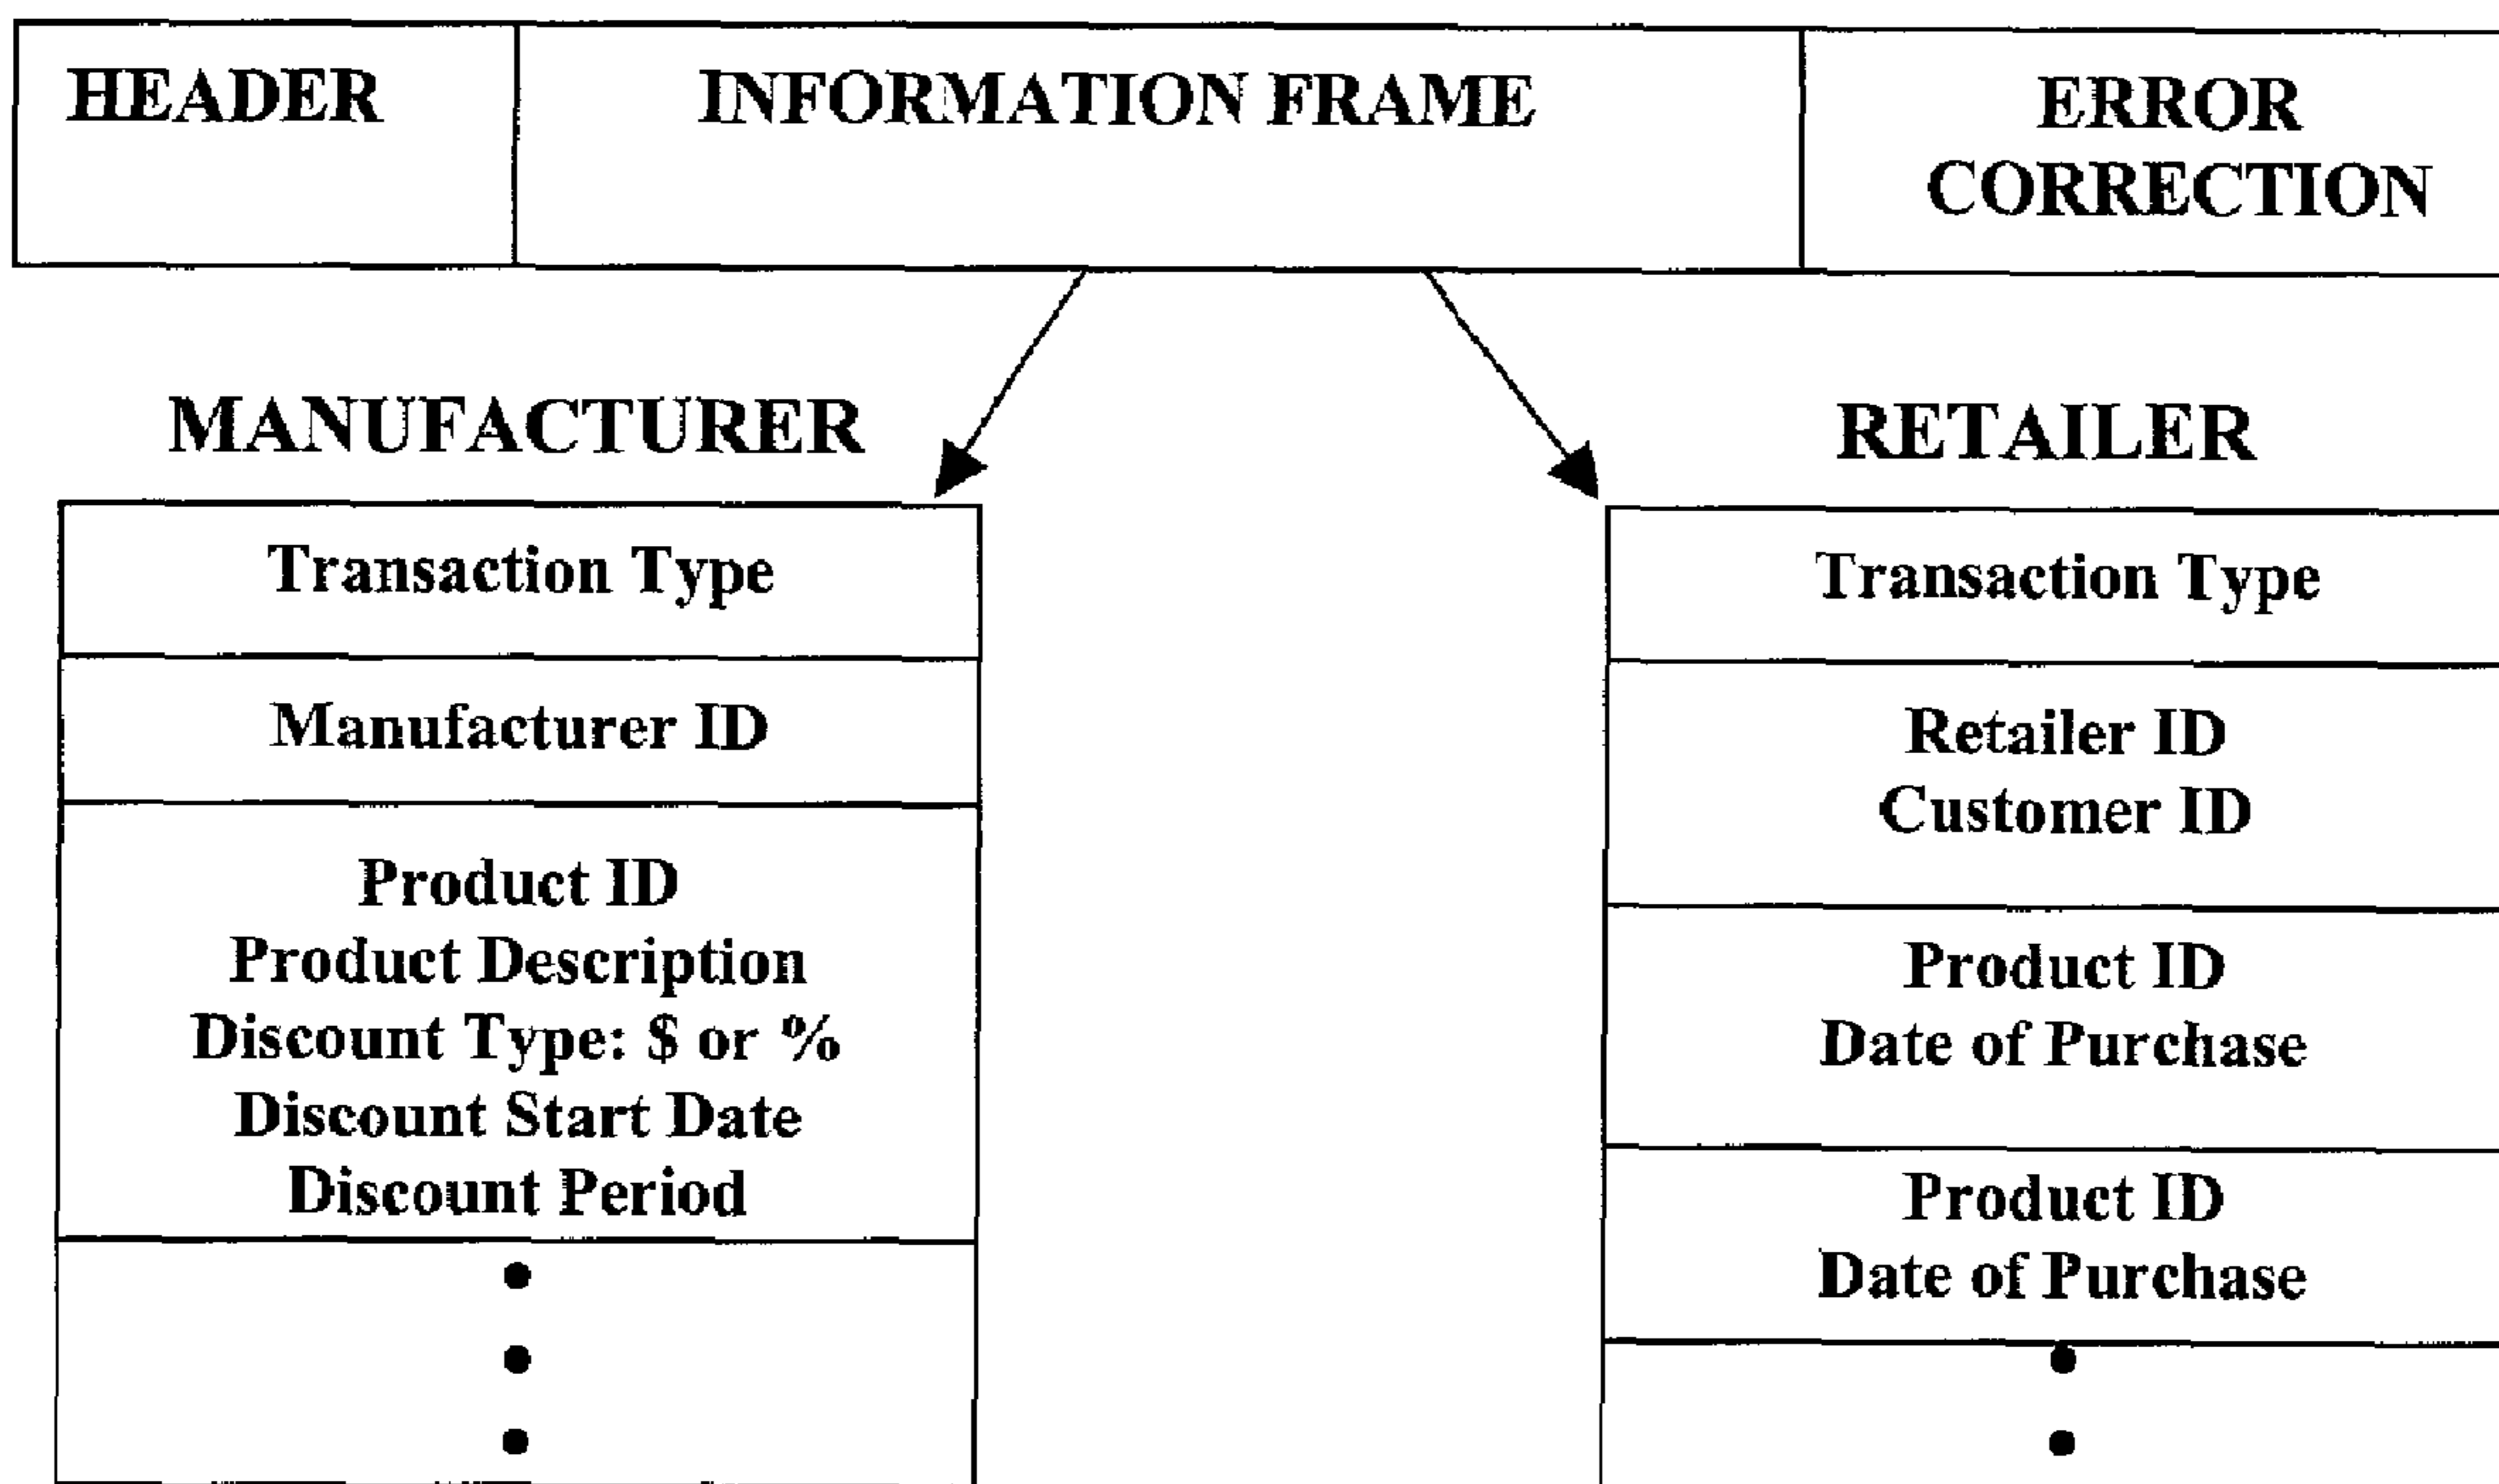 HEADER
INFORMATION FRAME
ERROR
CORRECTION
MANUFACTURER
Transaction Type
Manufacturer ID
Product ID
Product Description
Discount Type: $ or %
Discount Start Date
Discount Period
RETAILER
Transaction Type
Retailer ID
Customer ID
Product ID
Date of Purchase
Product ID
Date of Purchase